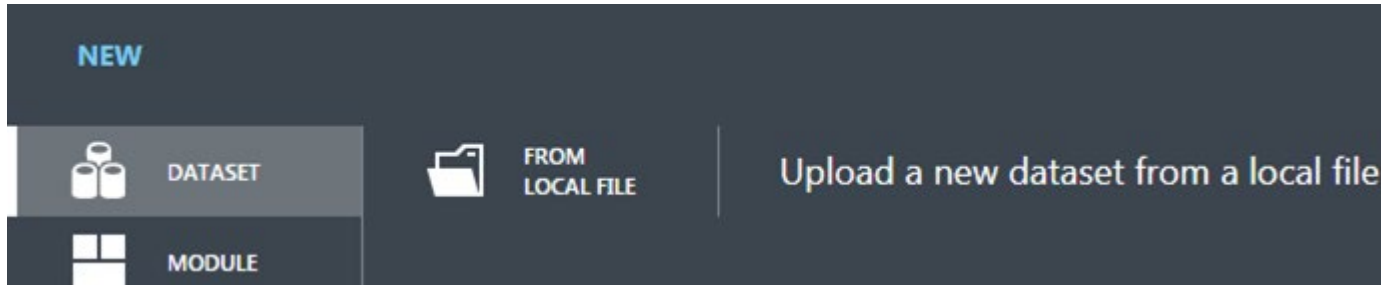 NEW
DATASET
FROM
LOCAL FILE
Upload a new dataset from a local file
MODULE